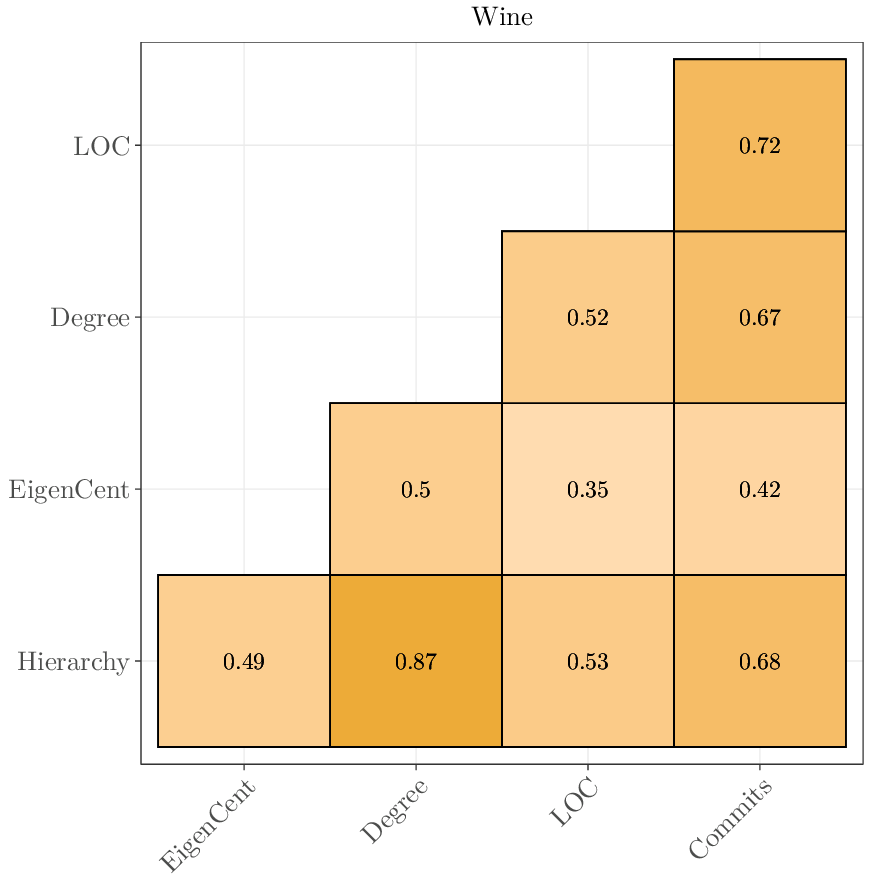 Wine
LOC
0.72
Degree
0.52 0.67
EigenCent
0.5 0.35 0.42
Hierarchy
0.49 0.87 0.53 0.68
EigenCent Degree LOC Commits